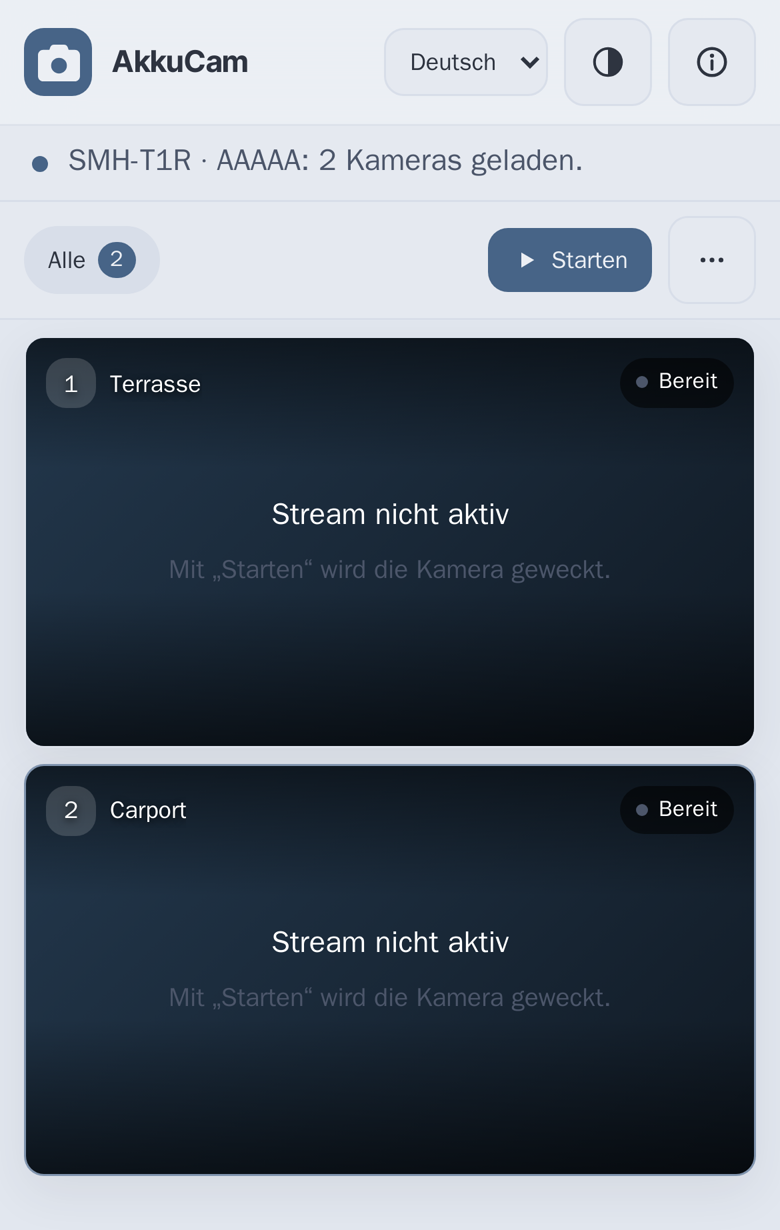 AkkuCam
Deutsch
SMH-T1R · AAAAA: 2 Kameras geladen.
Alle 2
Starten
1 Terrasse
Bereit
Stream nicht aktiv
Mit „Starten“ wird die Kamera geweckt.
2 Carport
Bereit
Stream nicht aktiv
Mit „Starten“ wird die Kamera geweckt.